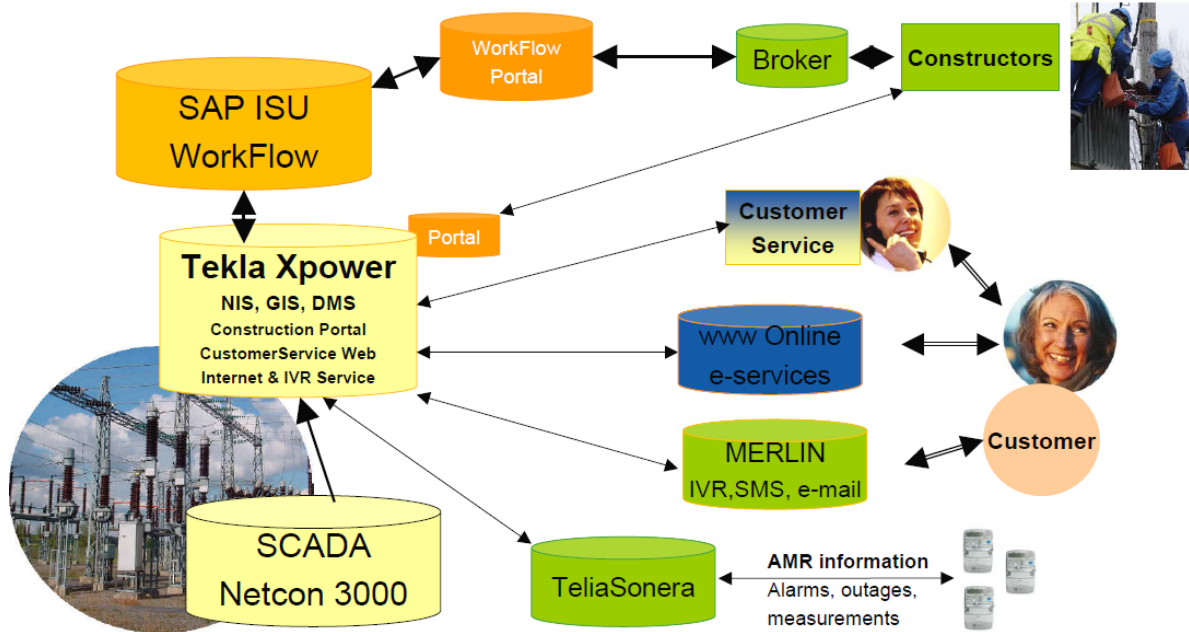 WorkFlow
Portal
Broker
Constructors
SAP ISU
WorkFlow
Portal
Customer
Service
Tekla Xpower
NIS, GIS, DMS
Construction Portal
CustomerService Web
Internet & IVR Service
www Online
e-services
MERLIN
IVR,SMS, e-mail
Customer
SCADA
Netcon 3000
TeliaSonera
AMR information
Alarms, outages,
measurements